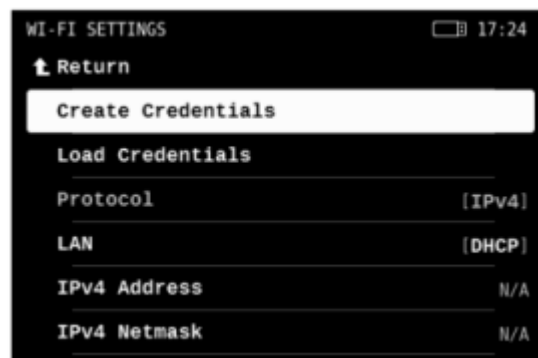 WI-FI SETTINGS 17:24
Return
Create Credentials
Load Credentials
Protocol [IPv4]
LAN [DHCP]
IPv4 Address N/A
IPv4 Netmask N/A